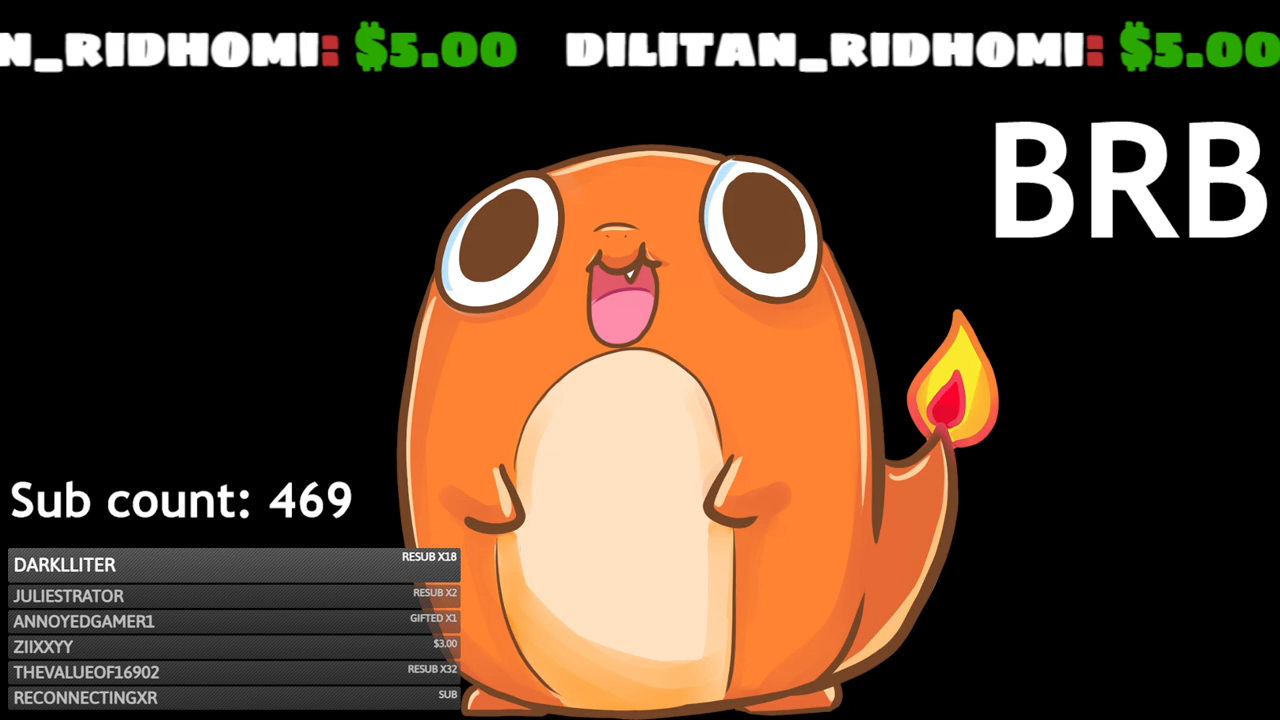 N_RIDHOMI: $5.00 DILITAN_RIDHOMI: $5.00
BRB
Sub count: 469
DARKLLITER RESUB X18
JULIESTRATOR RESUB X2
ANNOYEDGAMER1 GIFTED X1
ZIIXXYY $3.00
THEVALUEOF16902 RESUB X32
RECONNECTINGXR SUB